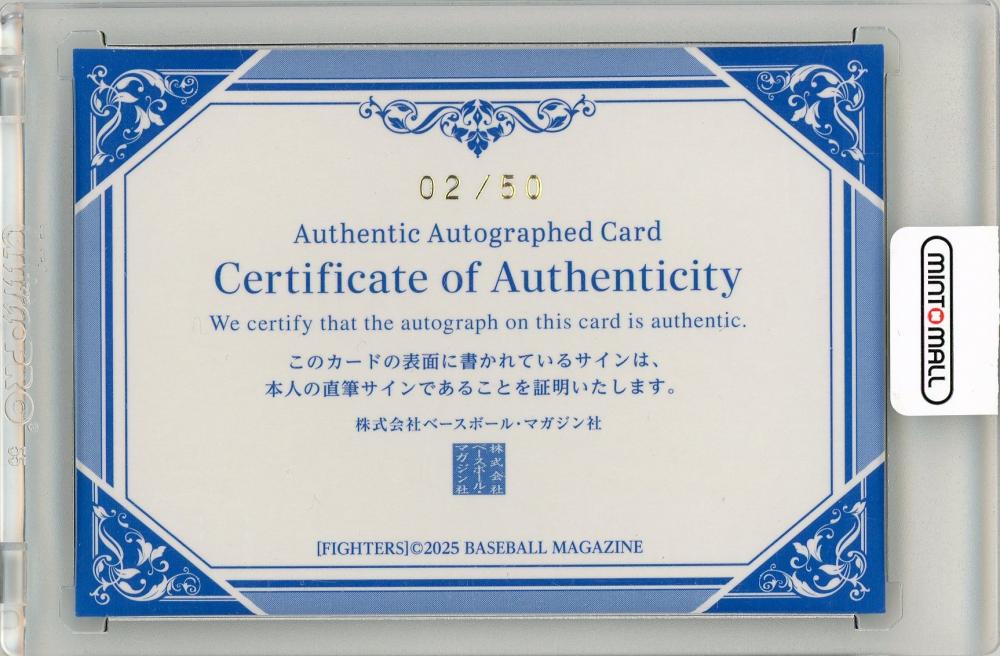 02/50
Authentic Autographed Card
Certificate of Authenticity
We certify that the autograph on this card is authentic.
このカードの表面に書かれているサインは、
本人の直筆サインであることを証明いたします。
株式会社ベースボール・マガジン社
株式会社
ベースボール・
マガジン社
[FIGHTERS]©2025 BASEBALL MAGAZINE
MINT MALL